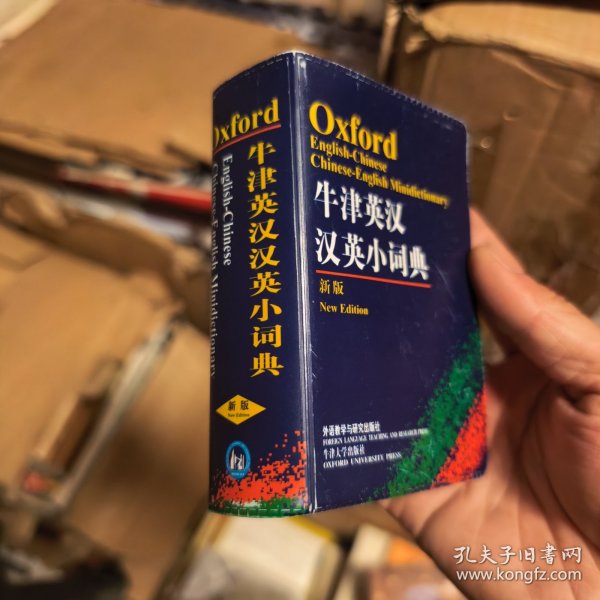 Oxford
English-Chinese
Chinese-English Minidictionary
牛津英汉汉英小词典
新版
New Edition
Oxford
English-Chinese
Chinese-English Minidictionary
牛津英汉
汉英小词典
新版
New Edition
外语教学与研究出版社
FOREIGN LANGUAGE TEACHING AND RESEARCH PRESS
牛津大学出版社
OXFORD UNIVERSITY PRESS
孔夫子旧书网
www.kongfz.com